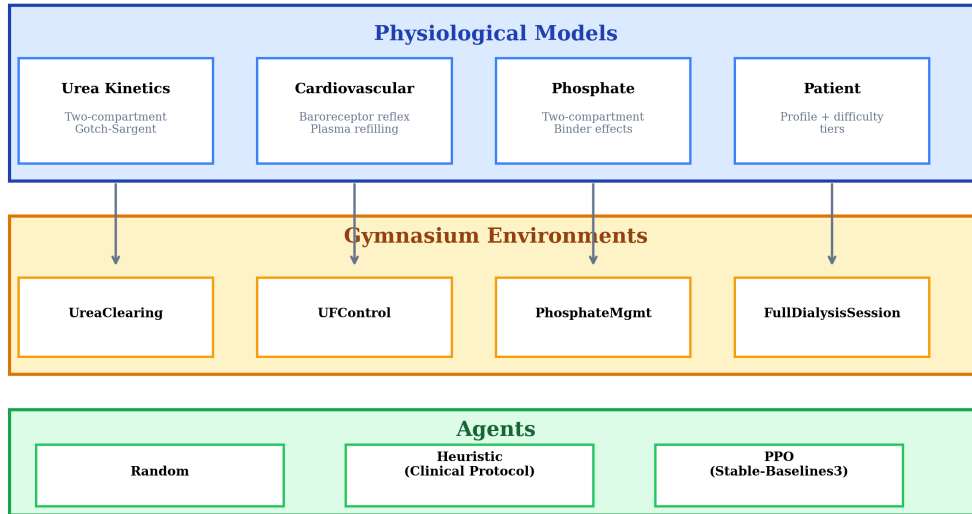 Physiological Models
Urea Kinetics
Two-compartment
Gotch-Sargent
Cardiovascular
Baroreceptor reflex
Plasma refilling
Phosphate
Two-compartment
Binder effects
Patient
Profile + difficulty
tiers
Gymnasium Environments
UreaClearing
UFControl
PhosphateMgmt
FullDialysisSession
Agents
Random
Heuristic
(Clinical Protocol)
PPO
(Stable-Baselines3)